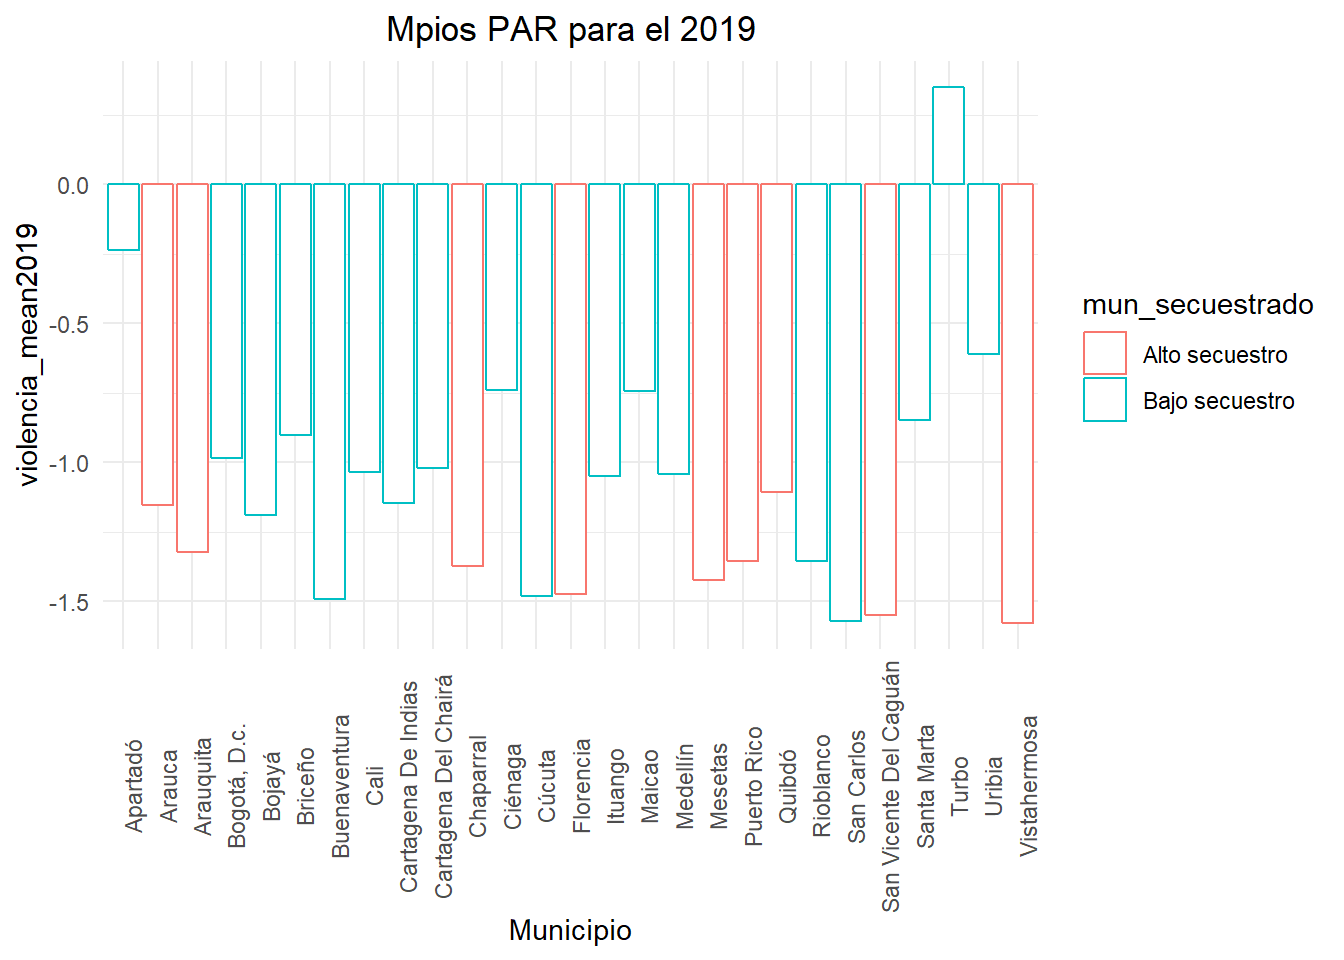 Mpios PAR para el 2019
violencia_mean2019
0.0
-0.5
-1.0
-1.5
Apartadó
Arauca
Arauquita
Bogotá, D.c.
Bojayá
Briceño
Buenaventura
Cali
Cartagena De Indias
Cartagena Del Chairá
Chaparral
Ciénaga
Cúcuta
Florencia
Ituango
Maicao
Medellín
Mesetas
Puerto Rico
Quibdó
Rioblanco
San Carlos
San Vicente Del Caguán
Santa Marta
Turbo
Uribia
Vistahermosa
Municipio
mun_secuestrado
Alto secuestro
Bajo secuestro